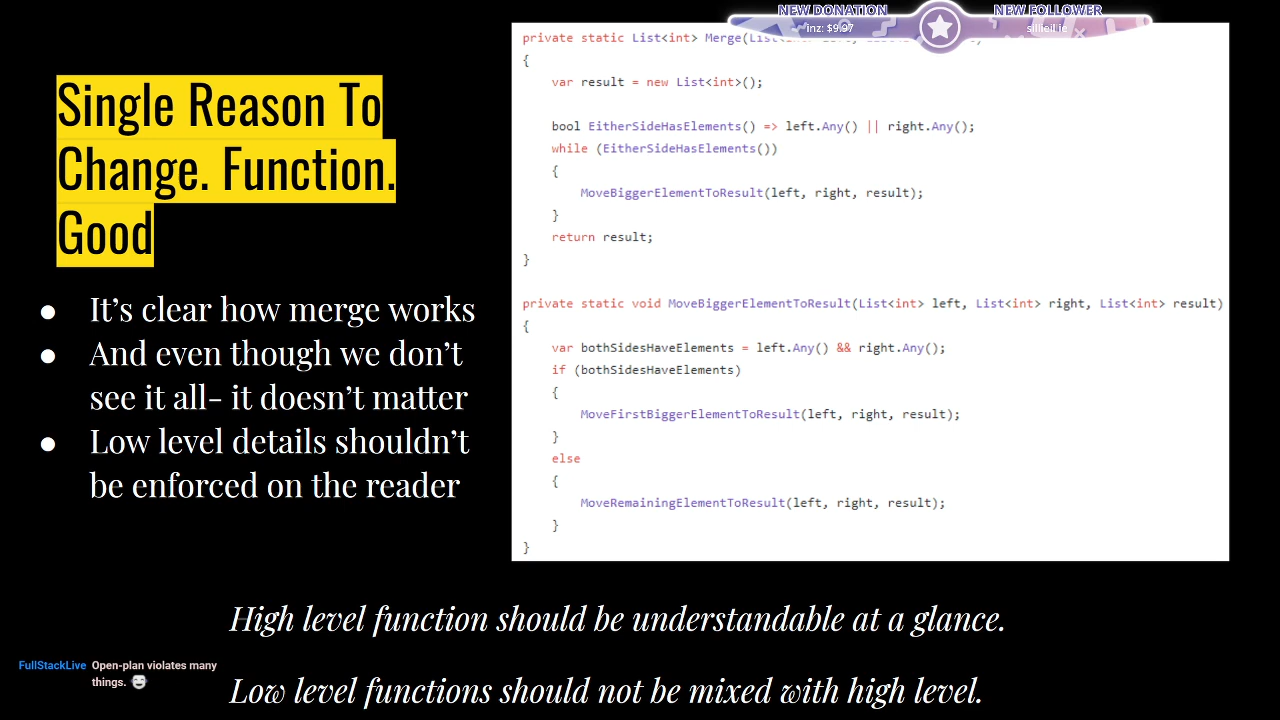 NEW DONATION
inz: $9.97
NEW FOLLOWER
Single Reason To
Change. Function.
Good
● It’s clear how merge works
● And even though we don’t
see it all- it doesn’t matter
● Low level details shouldn’t
be enforced on the reader
private static List<int> Merge(List
{
var result = new List<int>();
bool EitherSideHasElements() => left.Any() || right.Any();
while (EitherSideHasElements())
{
MoveBiggerElementToResult(left, right, result);
}
return result;
}
private static void MoveBiggerElementToResult(List<int> left, List<int> right, List<int> result)
{
var bothSidesHaveElements = left.Any() && right.Any();
if (bothSidesHaveElements)
{
MoveFirstBiggerElementToResult(left, right, result);
}
else
{
MoveRemainingElementToResult(left, right, result);
}
}
High level function should be understandable at a glance.
FullStackLive Open-plan violates many
things.
Low level functions should not be mixed with high level.